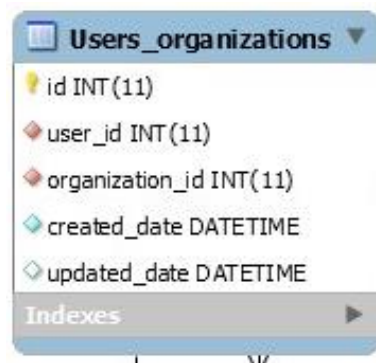 Users_organizations
id INT(11)
user_id INT(11)
organization_id INT(11)
created_date DATETIME
updated_date DATETIME
Indexes